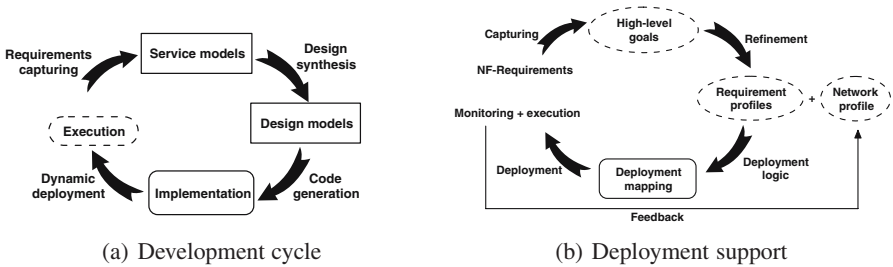 Requirements
capturing
Service models
Design
synthesis
Design models
Code
generation
Implementation
Dynamic
deployment
Execution
(a) Development cycle
Capturing
High-level
goals
Refinement
NF-Requirements
Requirement
profiles
+
Network
profile
Monitoring + execution
Deployment
Deployment
mapping
Deployment
logic
Feedback
(b) Deployment support